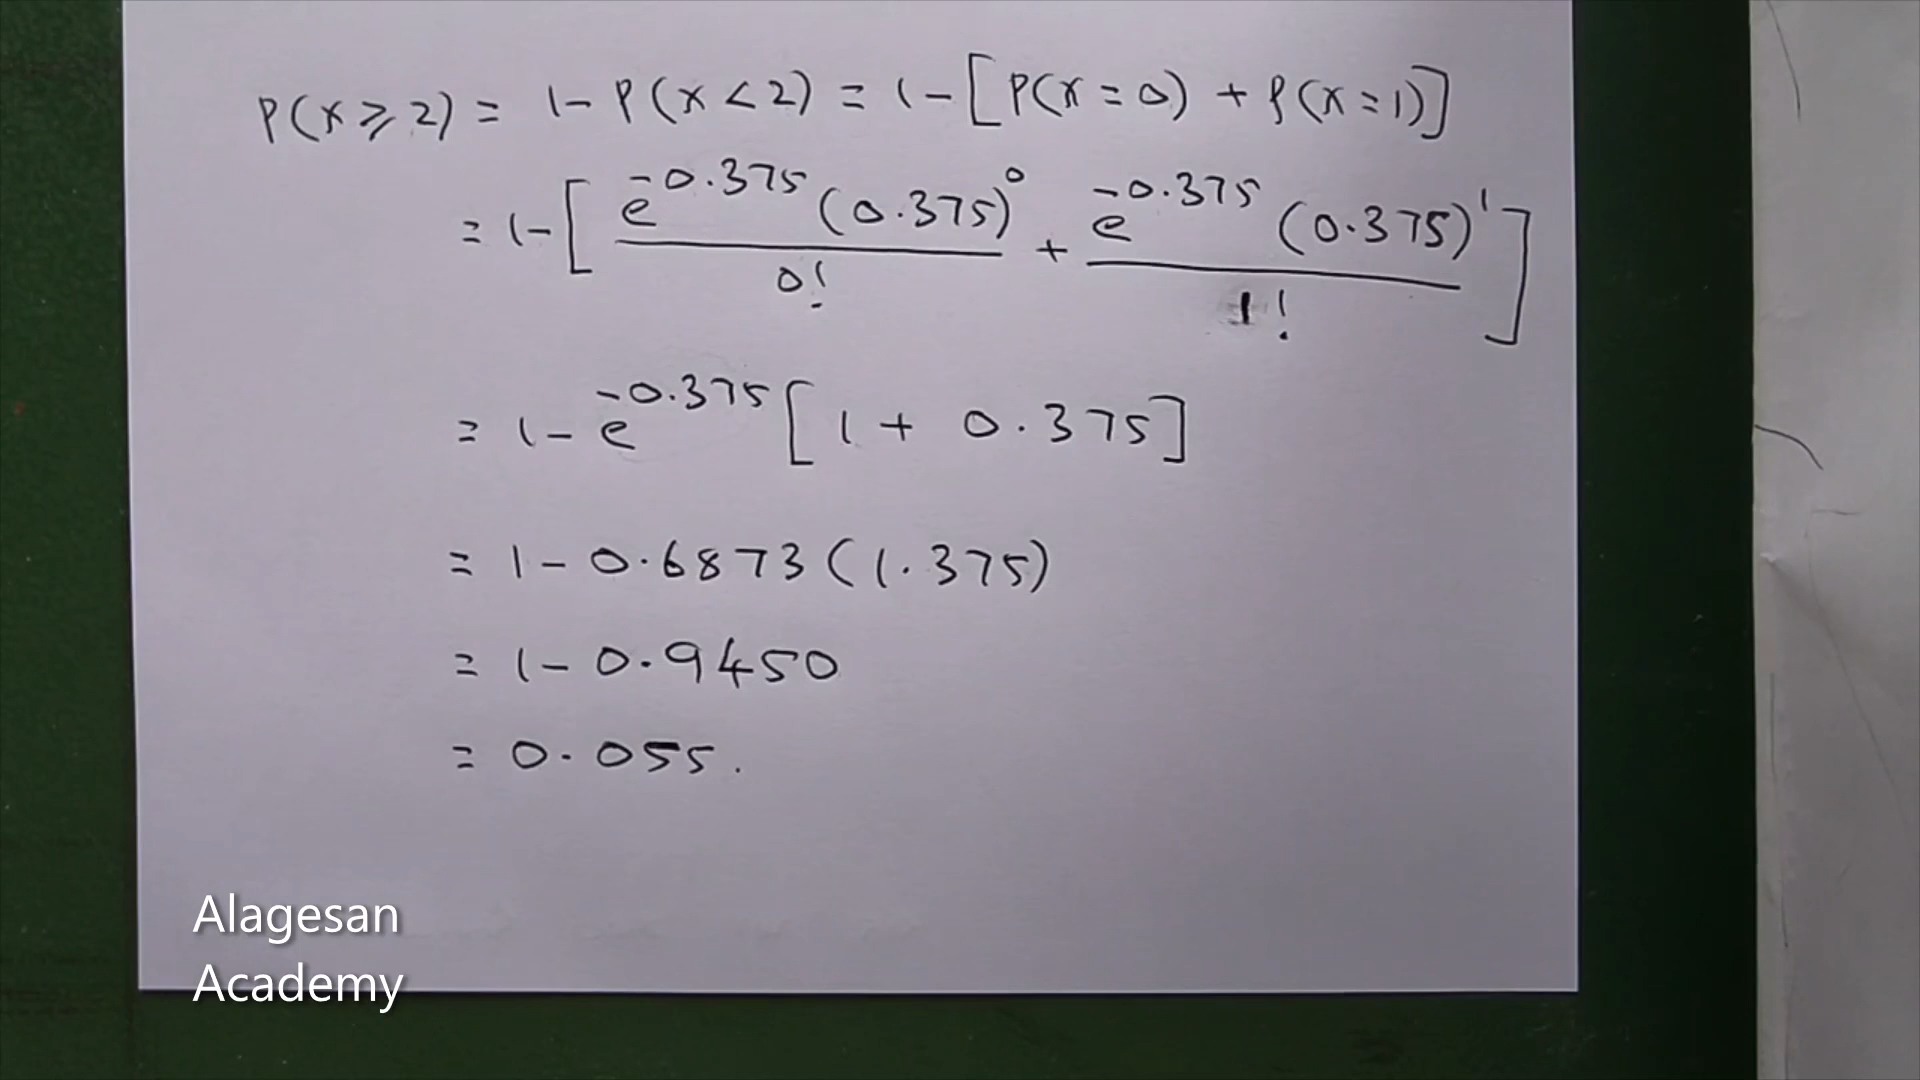 P(x ≥ 2) = 1 - P(x < 2) = 1 - [P(x = 0) + P(x = 1)]
= 1 - [ e^{-0.375} (0.375)^0 / 0! + e^{-0.375} (0.375)^1 / 1! ]
= 1 - e^{-0.375} [1 + 0.375]
= 1 - 0.6873 (1.375)
= 1 - 0.9450
= 0.055.
Alagesan
Academy